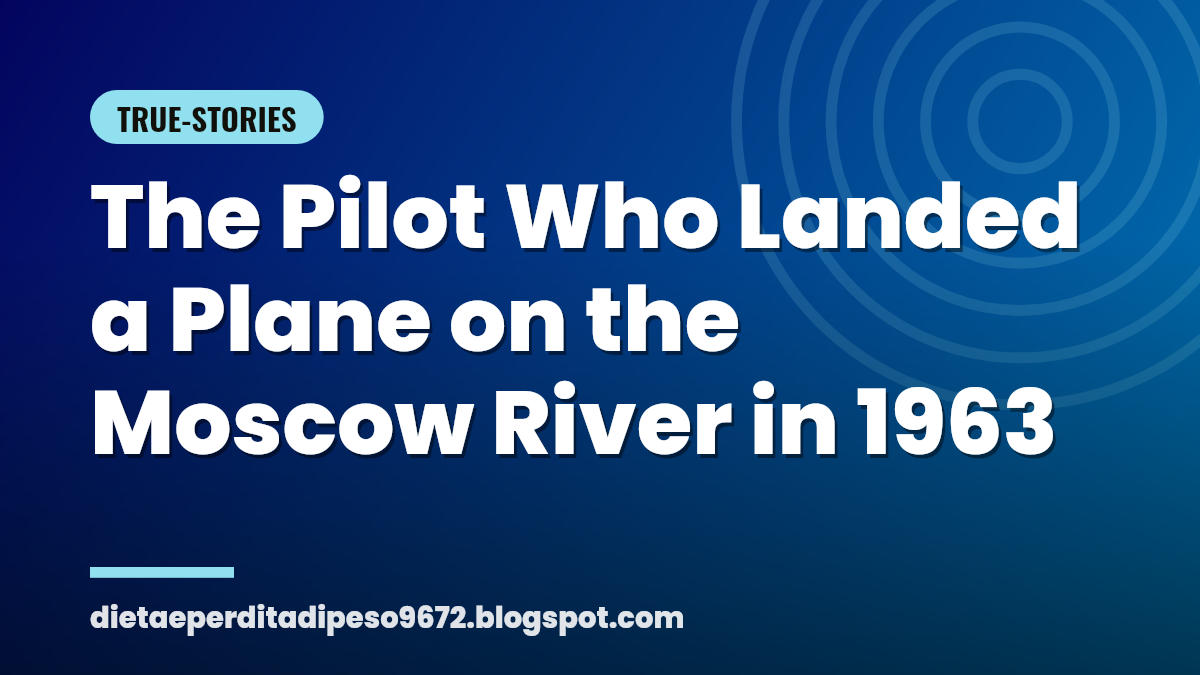 TRUE-STORIES
The Pilot Who Landed
a Plane on the
Moscow River in 1963
dietaeperditadipeso9672.blogspot.com